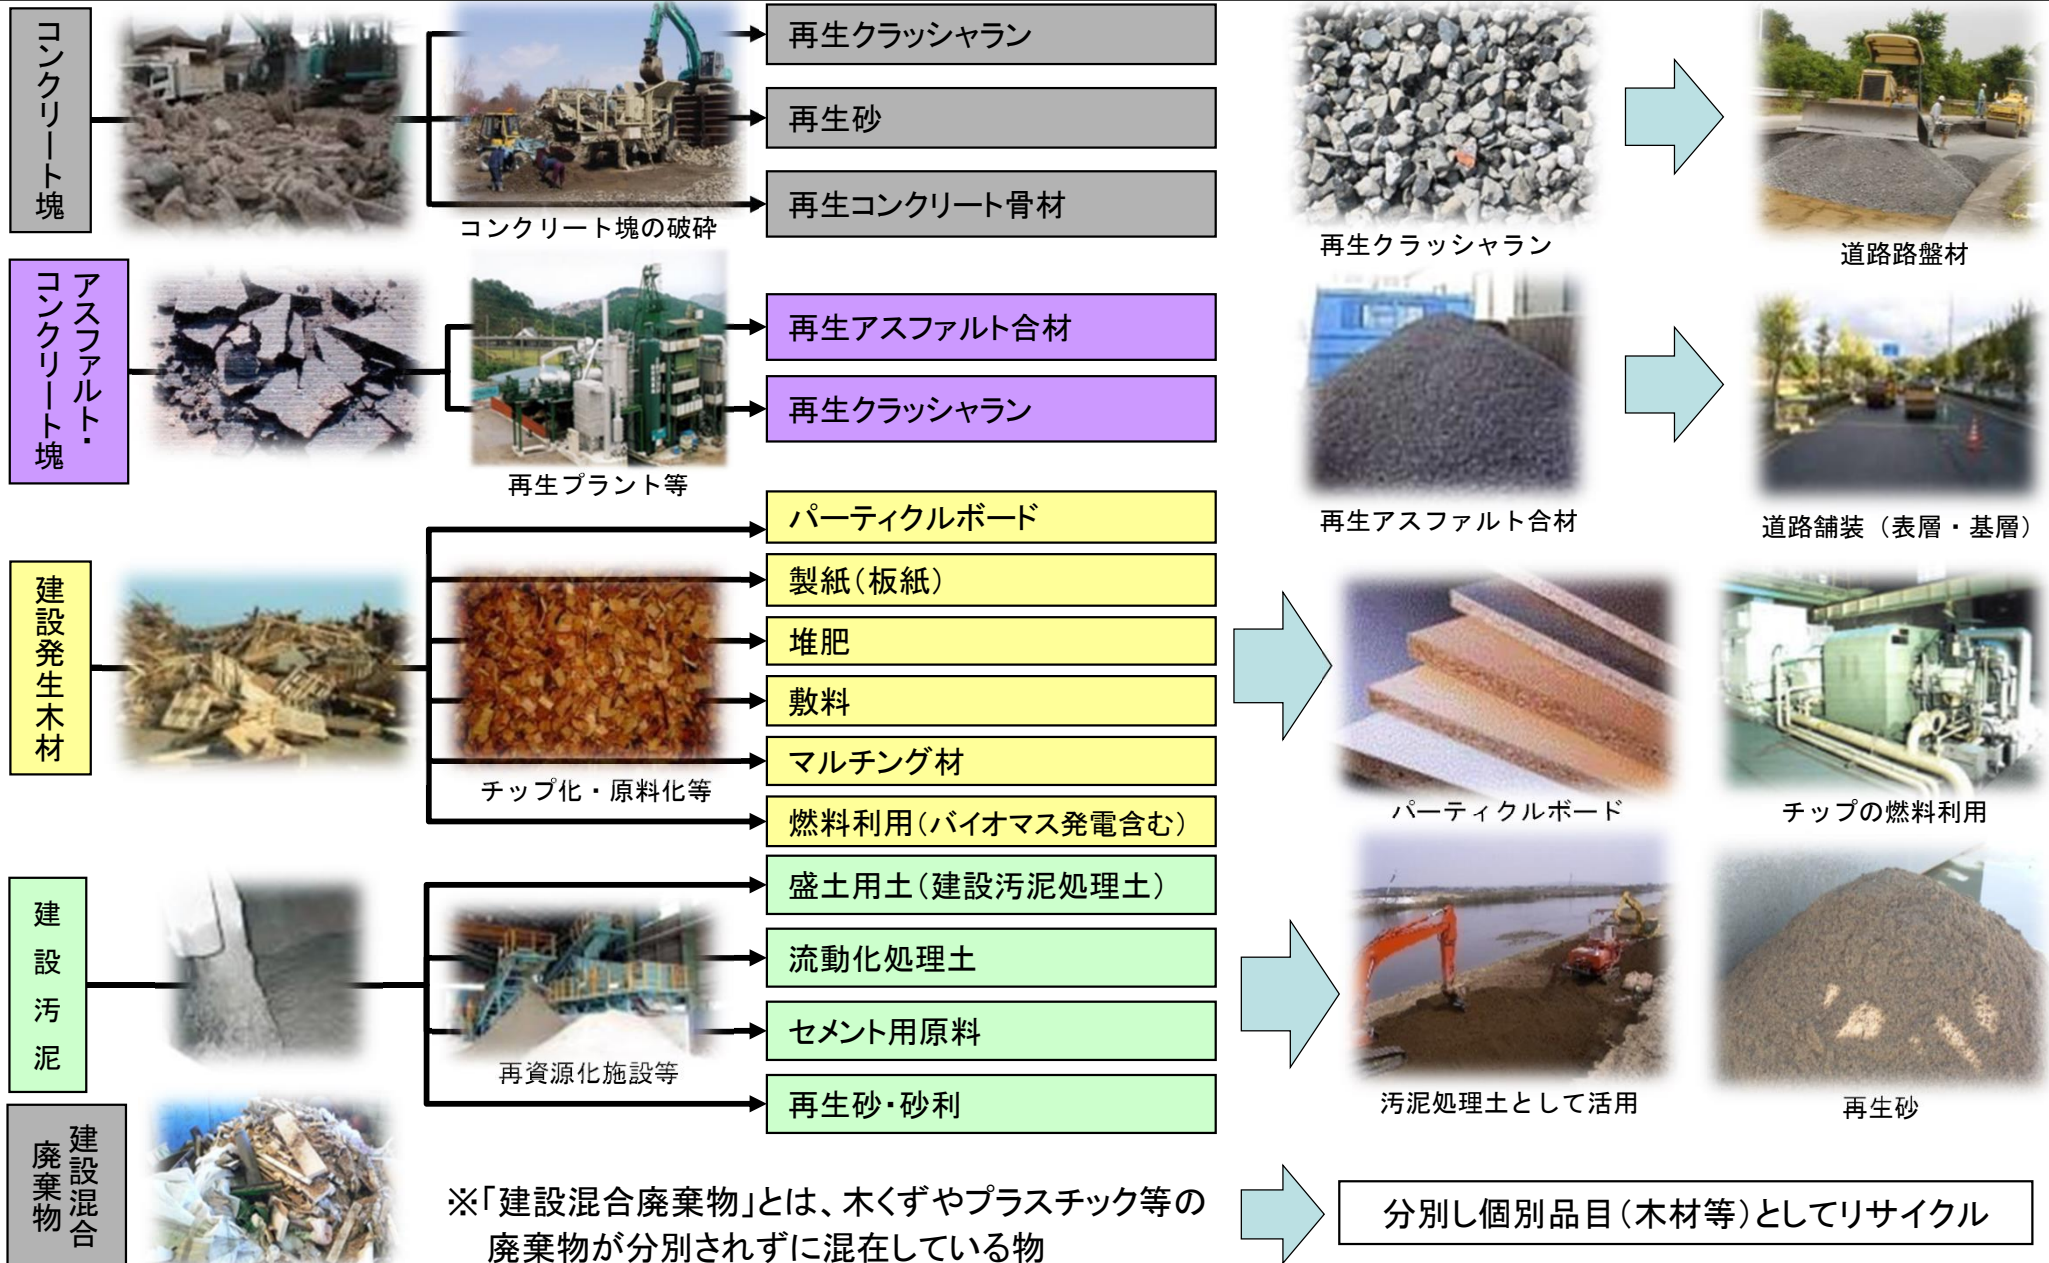 コンクリート塊
コンクリート塊の破砕
再生クラッシャラン
再生砂
再生コンクリート骨材
再生クラッシャラン
道路路盤材
アスファルト・
コンクリート塊
再生プラント等
再生アスファルト合材
再生クラッシャラン
再生アスファルト合材
道路舗装（表層・基層）
建設発生木材
チップ化・原料化等
パーティクルボード
製紙（板紙）
堆肥
敷料
マルチング材
燃料利用（バイオマス発電含む）
パーティクルボード
チップの燃料利用
建設汚泥
再資源化施設等
盛土用土（建設汚泥処理土）
流動化処理土
セメント用原料
再生砂・砂利
汚泥処理土として活用
再生砂
建設混合
廃棄物
※「建設混合廃棄物」とは、木くずやプラスチック等の
廃棄物が分別されずに混在している物
分別し個別品目（木材等）としてリサイクル